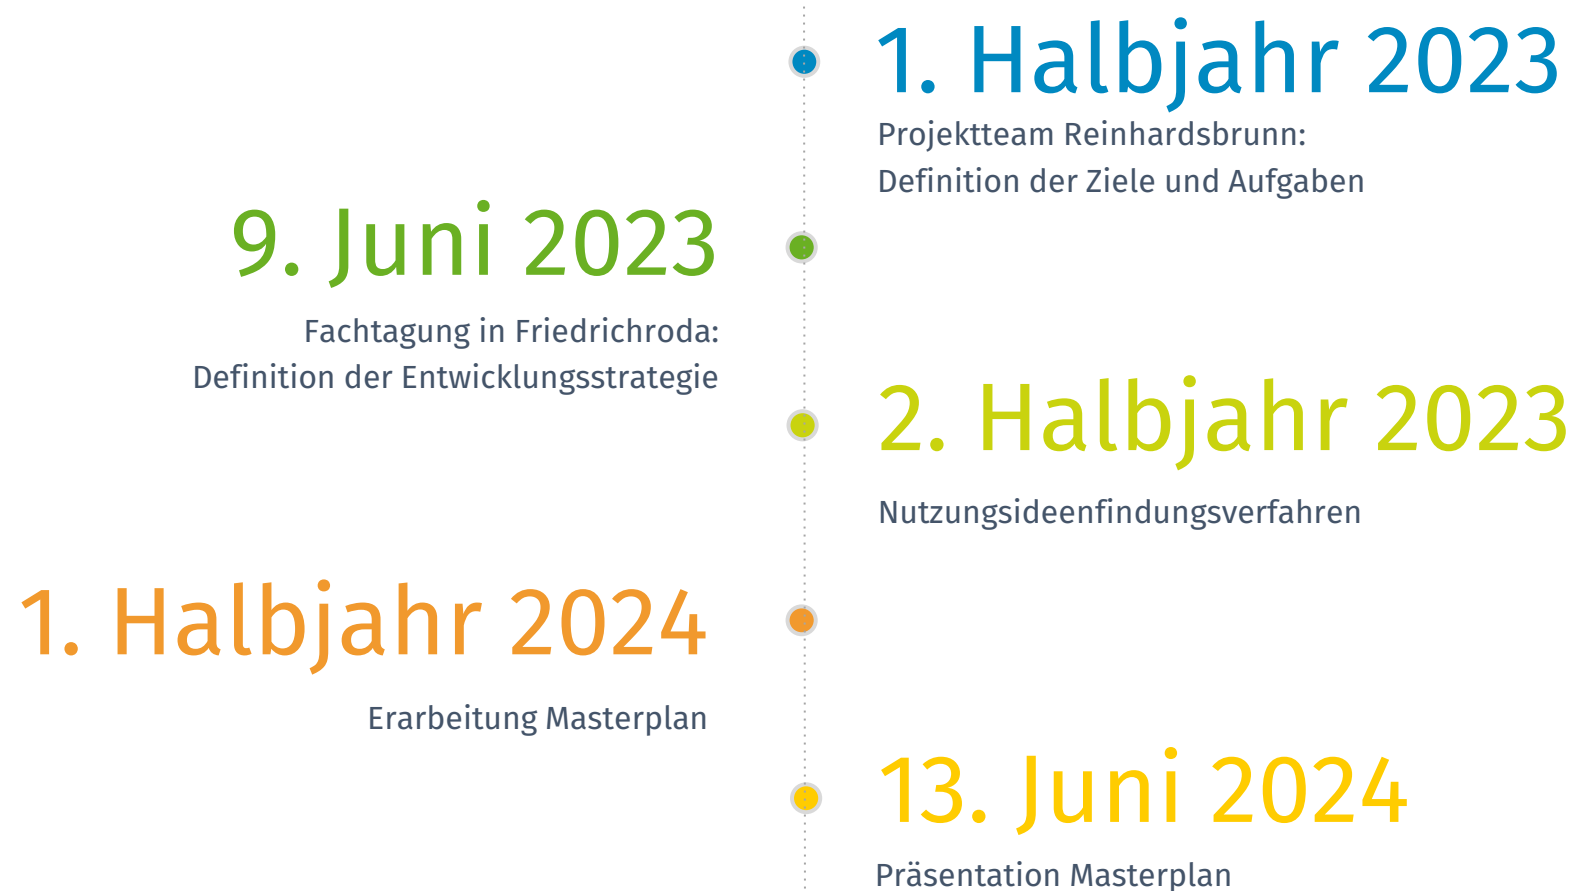 1. Halbjahr 2023
Projektteam Reinhardsbrunn:
Definition der Ziele und Aufgaben
9. Juni 2023
Fachtagung in Friedrichroda:
Definition der Entwicklungsstrategie
2. Halbjahr 2023
Nutzungsideenfindungsverfahren
1. Halbjahr 2024
Erarbeitung Masterplan
13. Juni 2024
Präsentation Masterplan